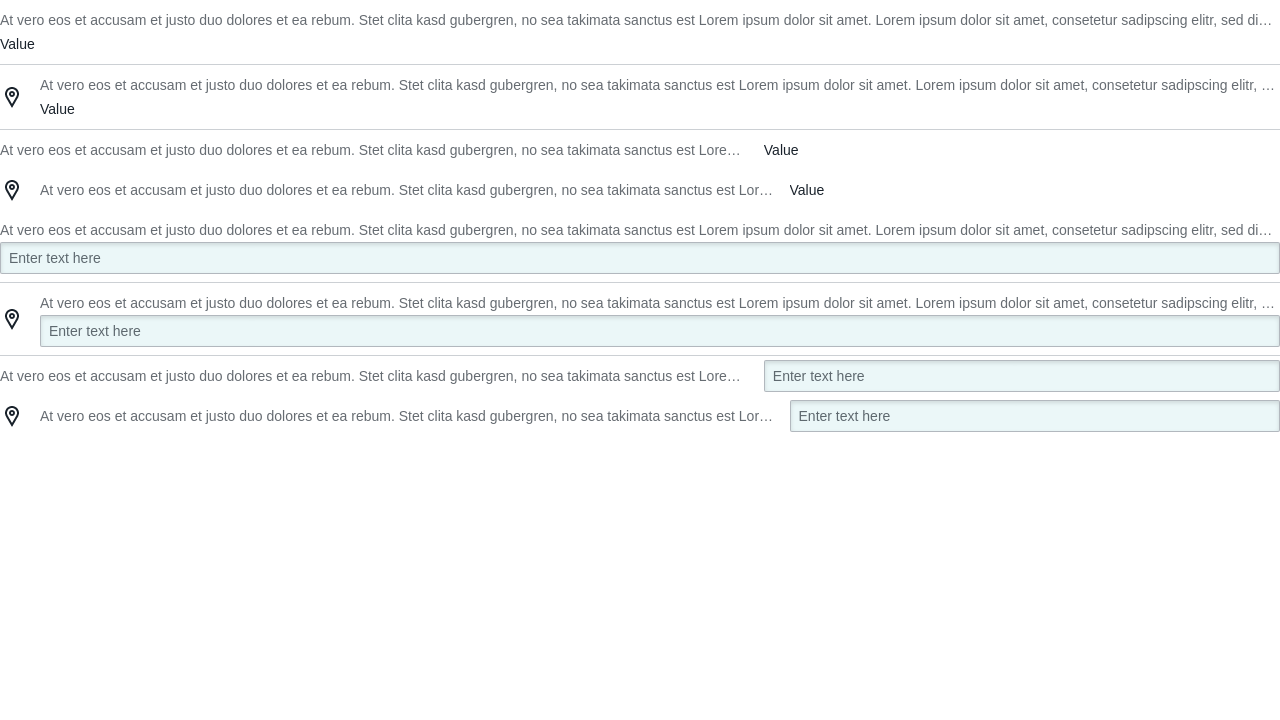 At vero eos et accusam et justo duo dolores et ea rebum. Stet clita kasd gubergren, no sea takimata sanctus est Lorem ipsum dolor sit amet. Lorem ipsum dolor sit amet, consetetur sadipscing elitr, sed di…
Value
At vero eos et accusam et justo duo dolores et ea rebum. Stet clita kasd gubergren, no sea takimata sanctus est Lorem ipsum dolor sit amet. Lorem ipsum dolor sit amet, consetetur sadipscing elitr, …
Value
At vero eos et accusam et justo duo dolores et ea rebum. Stet clita kasd gubergren, no sea takimata sanctus est Lore… Value
At vero eos et accusam et justo duo dolores et ea rebum. Stet clita kasd gubergren, no sea takimata sanctus est Lor… Value
At vero eos et accusam et justo duo dolores et ea rebum. Stet clita kasd gubergren, no sea takimata sanctus est Lorem ipsum dolor sit amet. Lorem ipsum dolor sit amet, consetetur sadipscing elitr, sed di…
Enter text here
At vero eos et accusam et justo duo dolores et ea rebum. Stet clita kasd gubergren, no sea takimata sanctus est Lorem ipsum dolor sit amet. Lorem ipsum dolor sit amet, consetetur sadipscing elitr, …
Enter text here
At vero eos et accusam et justo duo dolores et ea rebum. Stet clita kasd gubergren, no sea takimata sanctus est Lore… Enter text here
At vero eos et accusam et justo duo dolores et ea rebum. Stet clita kasd gubergren, no sea takimata sanctus est Lor… Enter text here